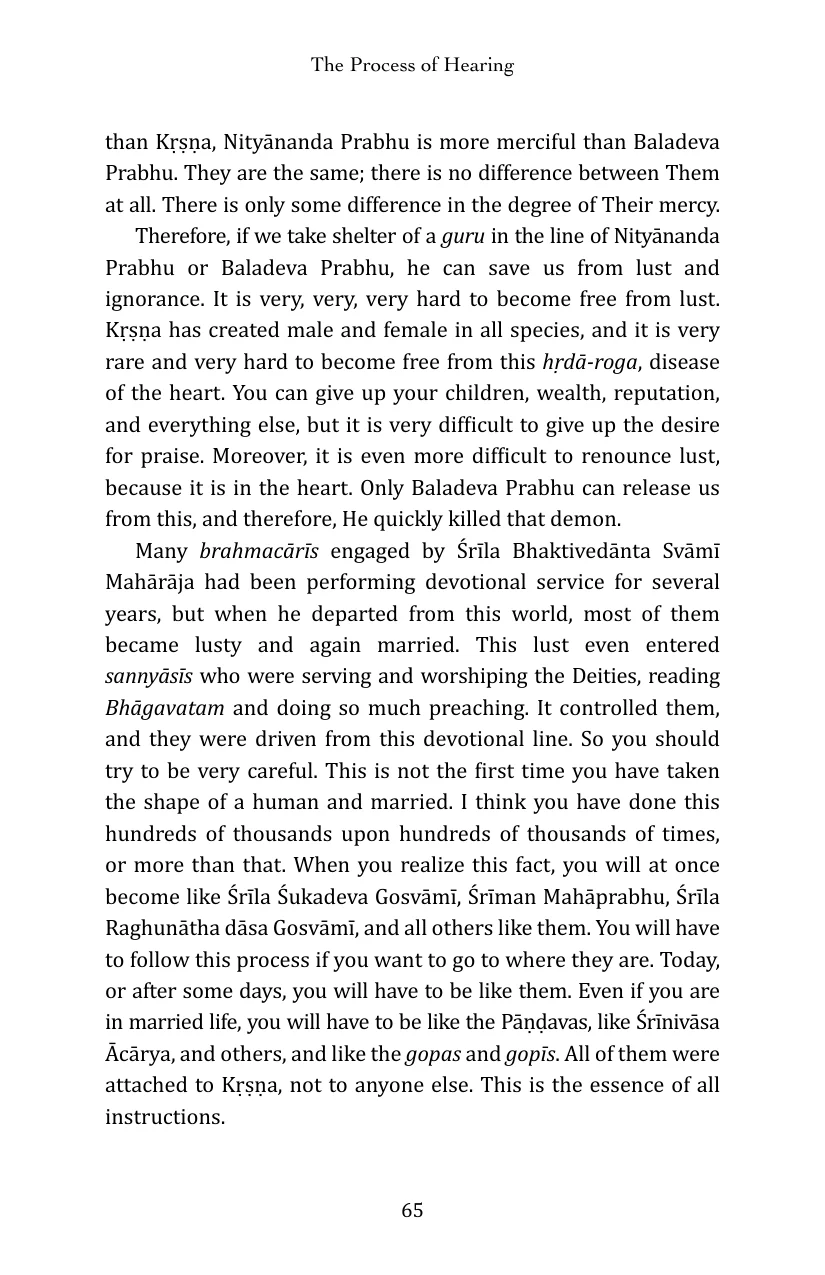 The Process of Hearing
than Kṛṣṇa, Nityānanda Prabhu is more merciful than Baladeva
Prabhu. They are the same; there is no difference between Them
at all. There is only some difference in the degree of Their mercy.
Therefore, if we take shelter of a guru in the line of Nityānanda
Prabhu or Baladeva Prabhu, he can save us from lust and
ignorance. It is very, very, very hard to become free from lust.
Kṛṣṇa has created male and female in all species, and it is very
rare and very hard to become free from this hṛdā-roga, disease
of the heart. You can give up your children, wealth, reputation,
and everything else, but it is very difficult to give up the desire
for praise. Moreover, it is even more difficult to renounce lust,
because it is in the heart. Only Baladeva Prabhu can release us
from this, and therefore, He quickly killed that demon.
Many brahmacārīs engaged by Śrīla Bhaktivedānta Svāmī
Mahārāja had been performing devotional service for several
years, but when he departed from this world, most of them
became lusty and again married. This lust even entered
sannyāsīs who were serving and worshiping the Deities, reading
Bhāgavatam and doing so much preaching. It controlled them,
and they were driven from this devotional line. So you should
try to be very careful. This is not the first time you have taken
the shape of a human and married. I think you have done this
hundreds of thousands upon hundreds of thousands of times,
or more than that. When you realize this fact, you will at once
become like Śrīla Śukadeva Gosvāmī, Śrīman Mahāprabhu, Śrīla
Raghunātha dāsa Gosvāmī, and all others like them. You will have
to follow this process if you want to go to where they are. Today,
or after some days, you will have to be like them. Even if you are
in married life, you will have to be like the Pāṇḍavas, like Śrīnivāsa
Ācārya, and others, and like the gopas and gopīs. All of them were
attached to Kṛṣṇa, not to anyone else. This is the essence of all
instructions.
65